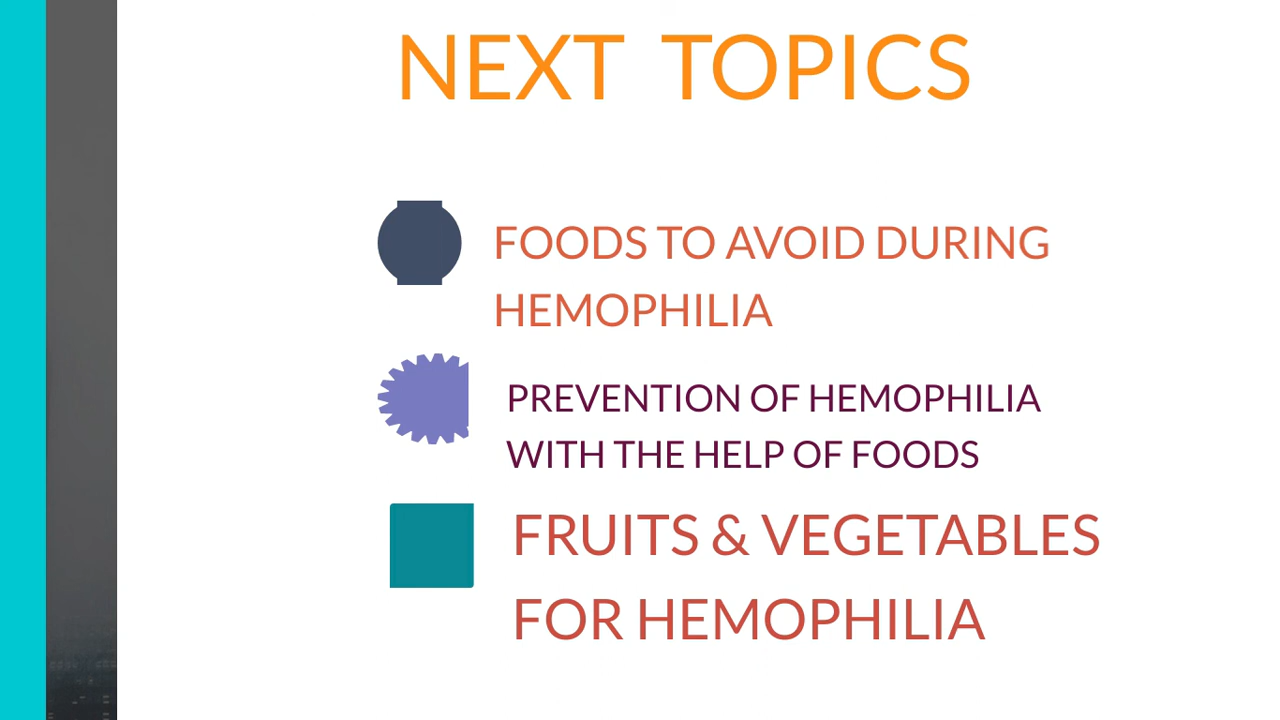 NEXT TOPICS
FOODS TO AVOID DURING
HEMOPHILIA
PREVENTION OF HEMOPHILIA
WITH THE HELP OF FOODS
FRUITS & VEGETABLES
FOR HEMOPHILIA